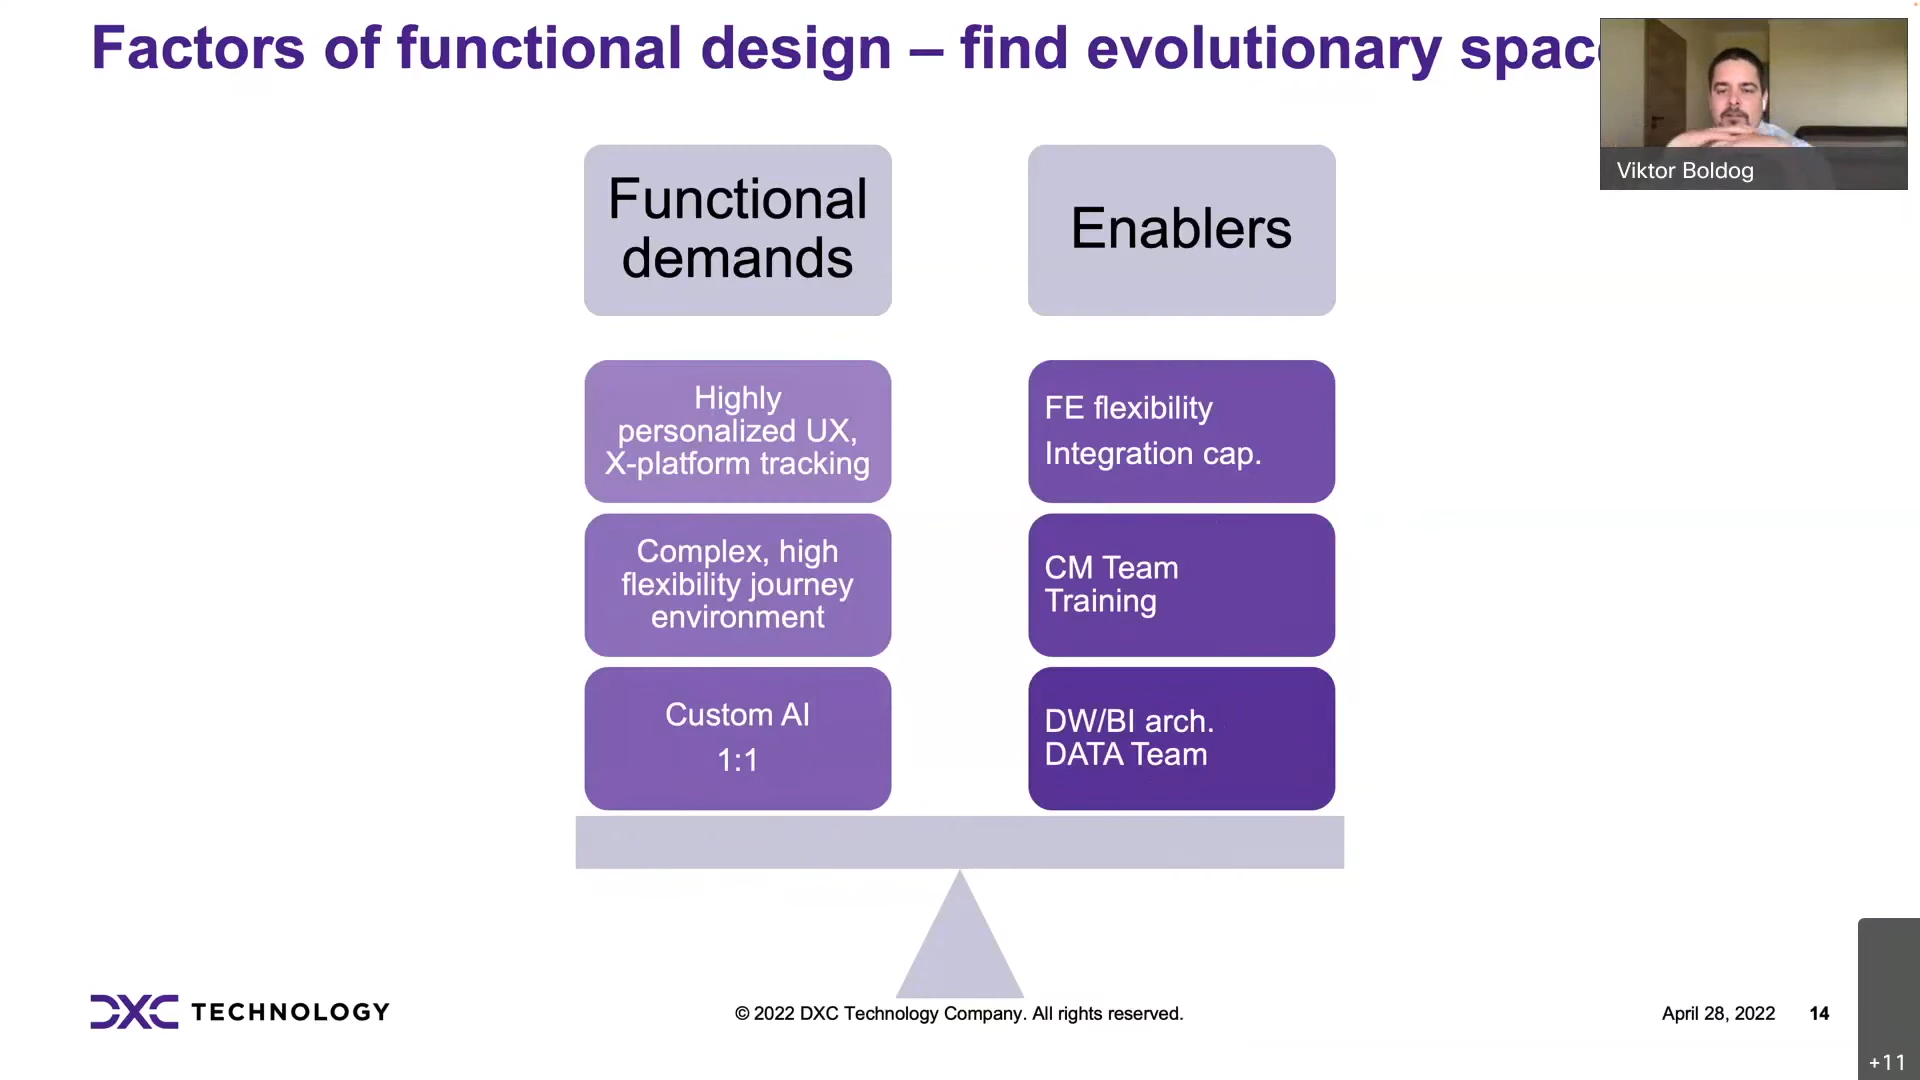 Factors of functional design – find evolutionary spac
Viktor Boldog
Functional
demands
Enablers
Highly
personalized UX,
X-platform tracking
FE flexibility
Integration cap.
Complex, high
flexibility journey
environment
CM Team
Training
Custom AI
1:1
DW/BI arch.
DATA Team
DXC TECHNOLOGY
© 2022 DXC Technology Company. All rights reserved.
April 28, 2022
14
+11